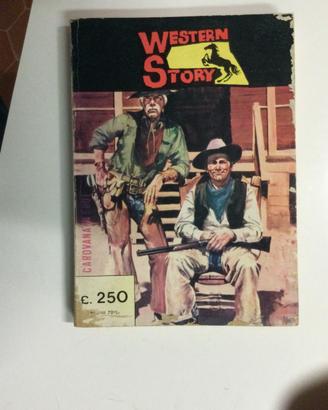 WESTERN
STORY
CAROVANA
£. 250